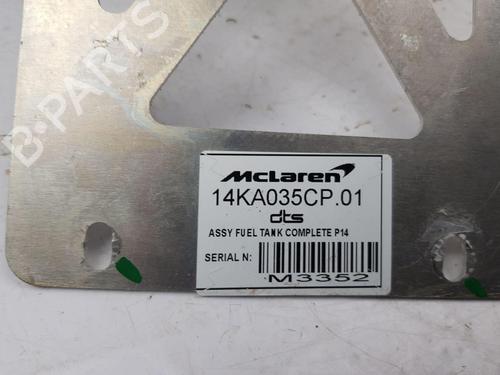 B-PARTS
McLaren
14KA035CP.01
dts
ASSY FUEL TANK COMPLETE P14
SERIAL N:
M3352